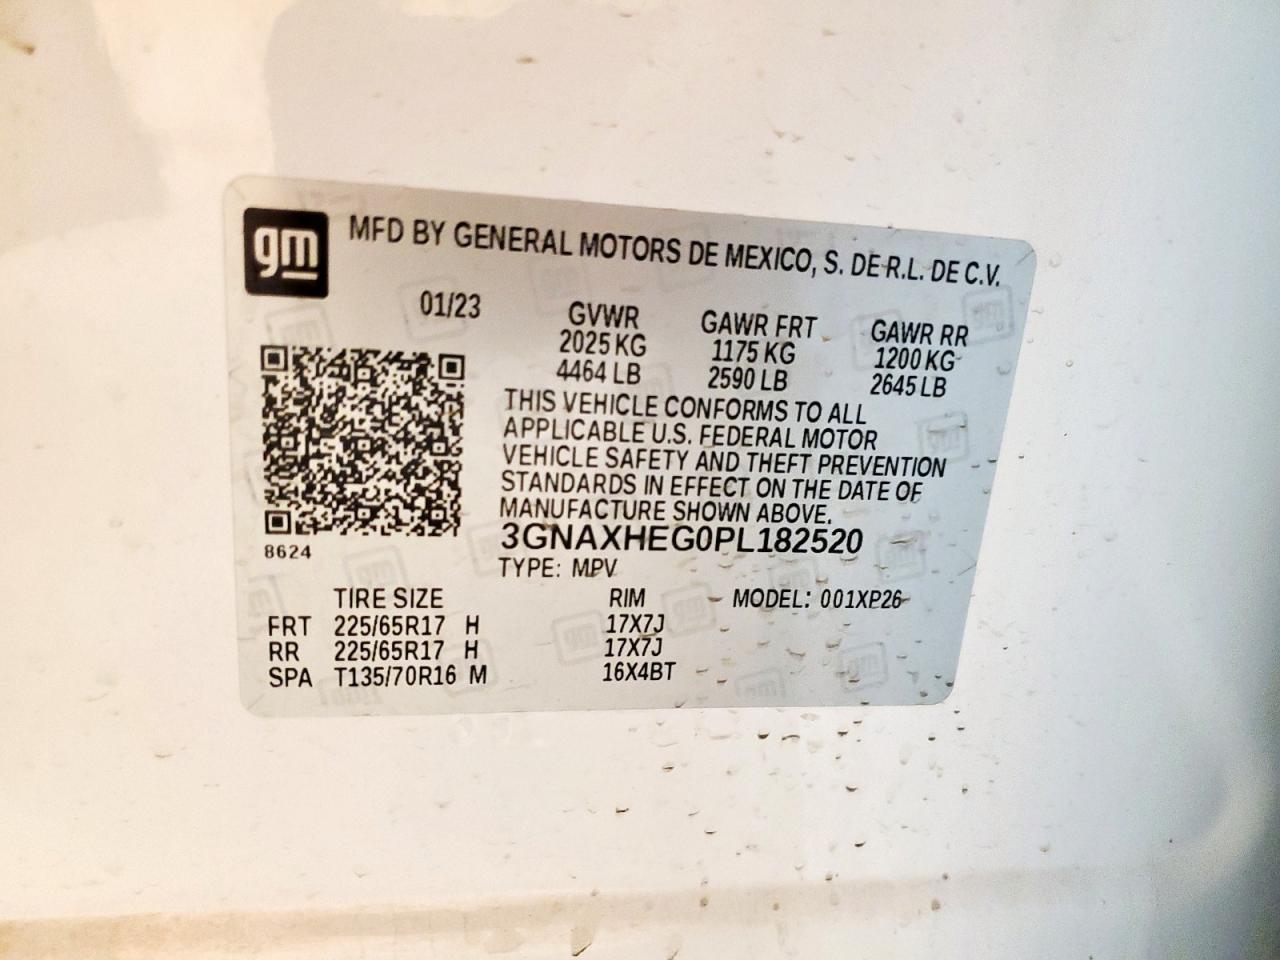 gm
MFD BY GENERAL MOTORS DE MEXICO, S. DE R.L. DE C.V.
01/23
GVWR GAWR FRT GAWR RR
2025 KG 1175 KG 1200 KG
4464 LB 2590 LB 2645 LB
THIS VEHICLE CONFORMS TO ALL
APPLICABLE U.S. FEDERAL MOTOR
VEHICLE SAFETY AND THEFT PREVENTION
STANDARDS IN EFFECT ON THE DATE OF
MANUFACTURE SHOWN ABOVE.
3GNAXHEG0PL182520
8624
TYPE: MPV
TIRE SIZE RIM MODEL: 001XP26
FRT 225/65R17 H 17X7J
RR 225/65R17 H 17X7J
SPA T135/70R16 M 16X4BT